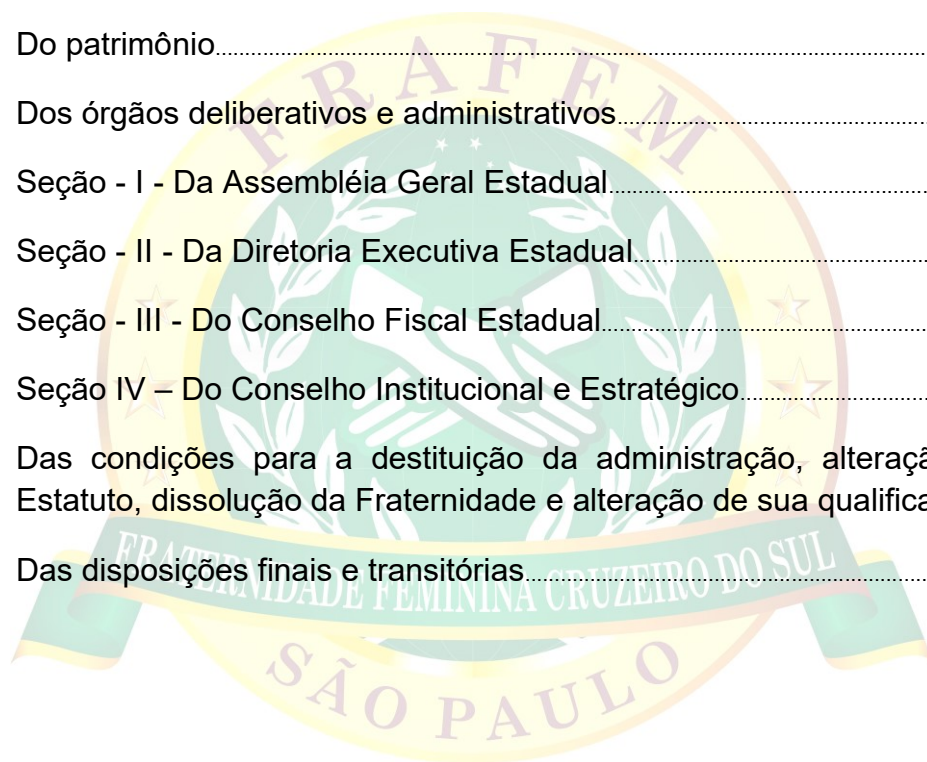 Do patrimônio
Dos órgãos deliberativos e administrativos
Seção - I - Da Assembléia Geral Estadual
Seção - II - Da Diretoria Executiva Estadual
Seção - III - Do Conselho Fiscal Estadual
Seção IV – Do Conselho Institucional e Estratégico
Das condições para a destituição da administração, alteraçã
Estatuto, dissolução da Fraternidade e alteração de sua qualifica
Das disposições finais e transitórias
FRAFEM
FRATERNIDADE FEMININA CRUZEIRO DO SUL
SÃO PAULO